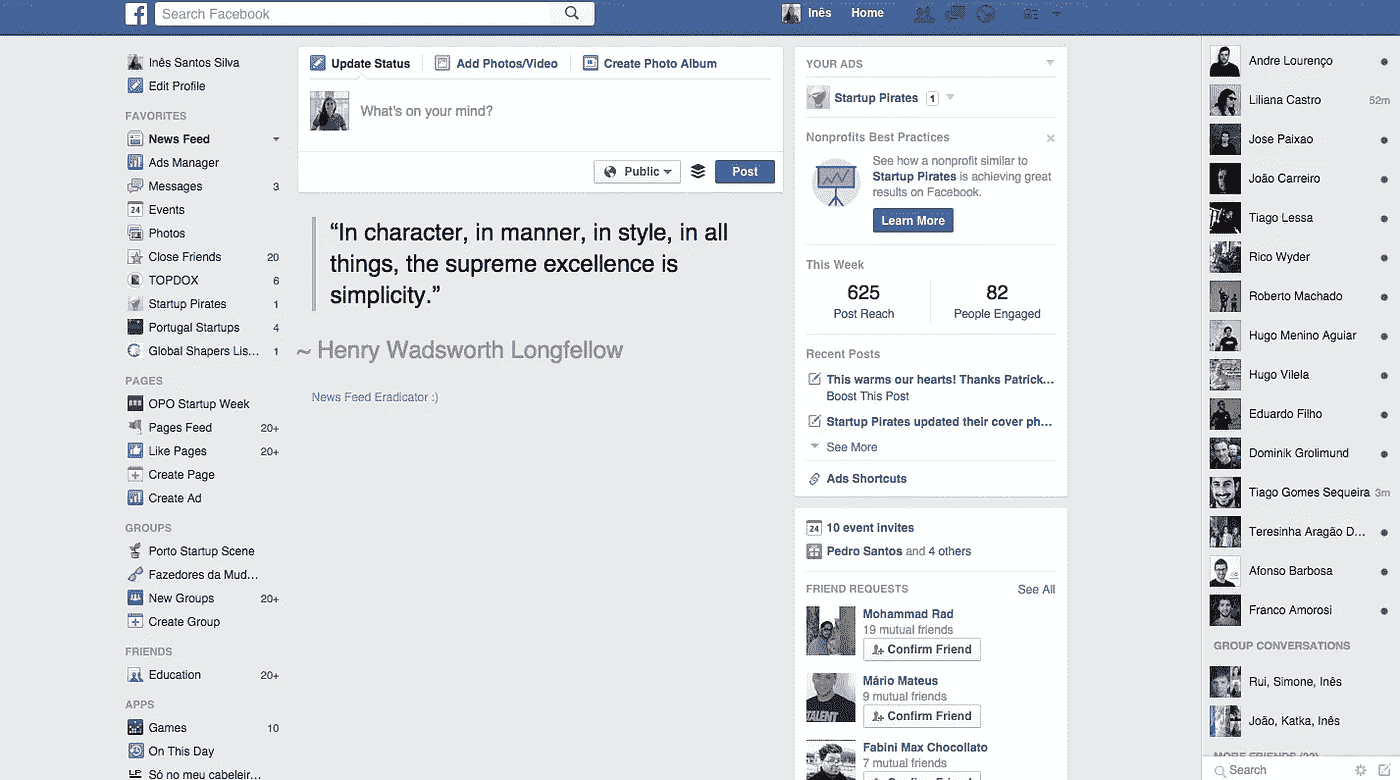 Search Facebook
Inês
Home
Inês Santos Silva
Edit Profile
FAVORITES
News Feed
Ads Manager
Messages 3
Events
Photos
Close Friends 20
TOPDOX 6
Startup Pirates 1
Portugal Startups 4
Global Shapers Lis... 1
PAGES
OPO Startup Week
Pages Feed 20+
Like Pages 20+
Create Page
Create Ad
GROUPS
Porto Startup Scene
Fazedores da Mud...
New Groups 20+
Create Group
FRIENDS
Education 20+
APPS
Games 10
On This Day
Só no meu cabeleir...
Update Status
Add Photos/Video
Create Photo Album
What's on your mind?
Public
Post
“In character, in manner, in style, in all
things, the supreme excellence is
simplicity.”
~ Henry Wadsworth Longfellow
News Feed Eradicator :)
YOUR ADS
Startup Pirates 1
Nonprofits Best Practices
See how a nonprofit similar to
Startup Pirates is achieving great
results on Facebook.
Learn More
This Week
625 82
Post Reach People Engaged
Recent Posts
This warms our hearts! Thanks Patrick...
Boost This Post
Startup Pirates updated their cover ph...
See More
Ads Shortcuts
24 10 event invites
Pedro Santos and 4 others
FRIEND REQUESTS See All
Mohammad Rad
19 mutual friends
Confirm Friend
Mário Mateus
9 mutual friends
Confirm Friend
Fabini Max Chocollato
7 mutual friends
Andre Lourenço
Liliana Castro 52m
Jose Paixao
João Carreiro
Tiago Lessa
Rico Wyder
Roberto Machado
Hugo Menino Aguiar
Hugo Vilela
Eduardo Filho
Dominik Grolimund
Tiago Gomes Sequeira 3m
Teresinha Aragão D...
Afonso Barbosa
Franco Amorosi
GROUP CONVERSATIONS
Rui, Simone, Inês
João, Katka, Inês
MORE FRIENDS
Search